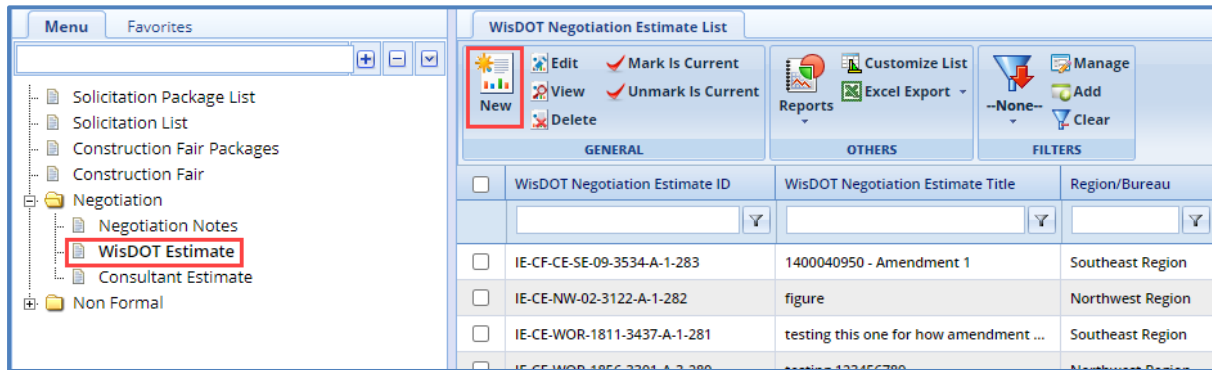 Menu Favorites
Solicitation Package List
Solicitation List
Construction Fair Packages
Construction Fair
Negotiation
Negotiation Notes
WisDOT Estimate
Consultant Estimate
Non Formal
WisDOT Negotiation Estimate List
New
Edit
View
Delete
Mark Is Current
Unmark Is Current
GENERAL
Reports
Customize List
Excel Export
OTHERS
--None--
Manage
Add
Clear
FILTERS
WisDOT Negotiation Estimate ID WisDOT Negotiation Estimate Title Region/Bureau
IE-CF-CE-SE-09-3534-A-1-283 1400040950 - Amendment 1 Southeast Region
IE-CE-NW-02-3122-A-1-282 figure Northwest Region
IE-CE-WOR-1811-3437-A-1-281 testing this one for how amendment ... Southeast Region